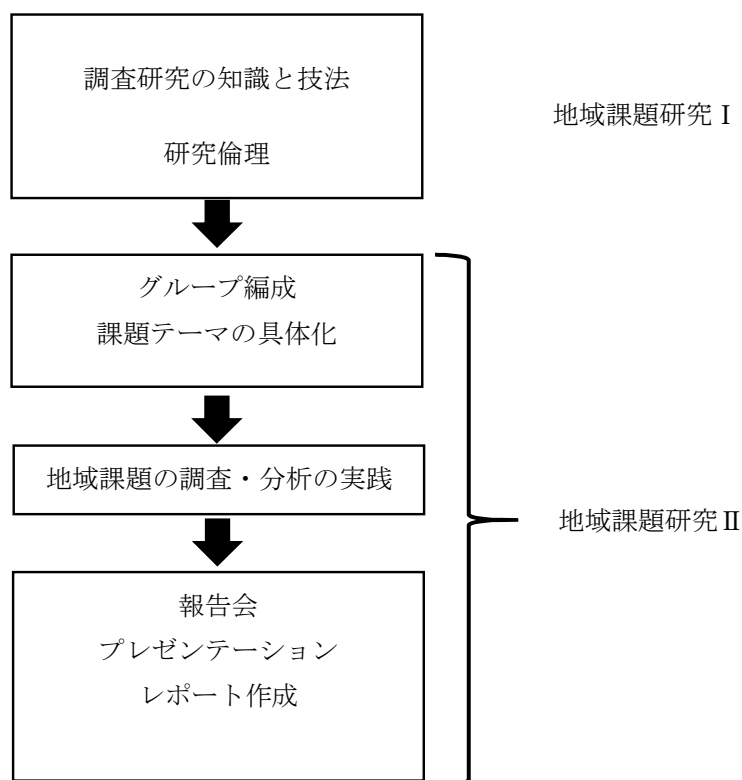 調査研究の知識と技法
研究倫理
地域課題研究Ⅰ
グループ編成
課題テーマの具体化
地域課題の調査・分析の実践
地域課題研究Ⅱ
報告会
プレゼンテーション
レポート作成